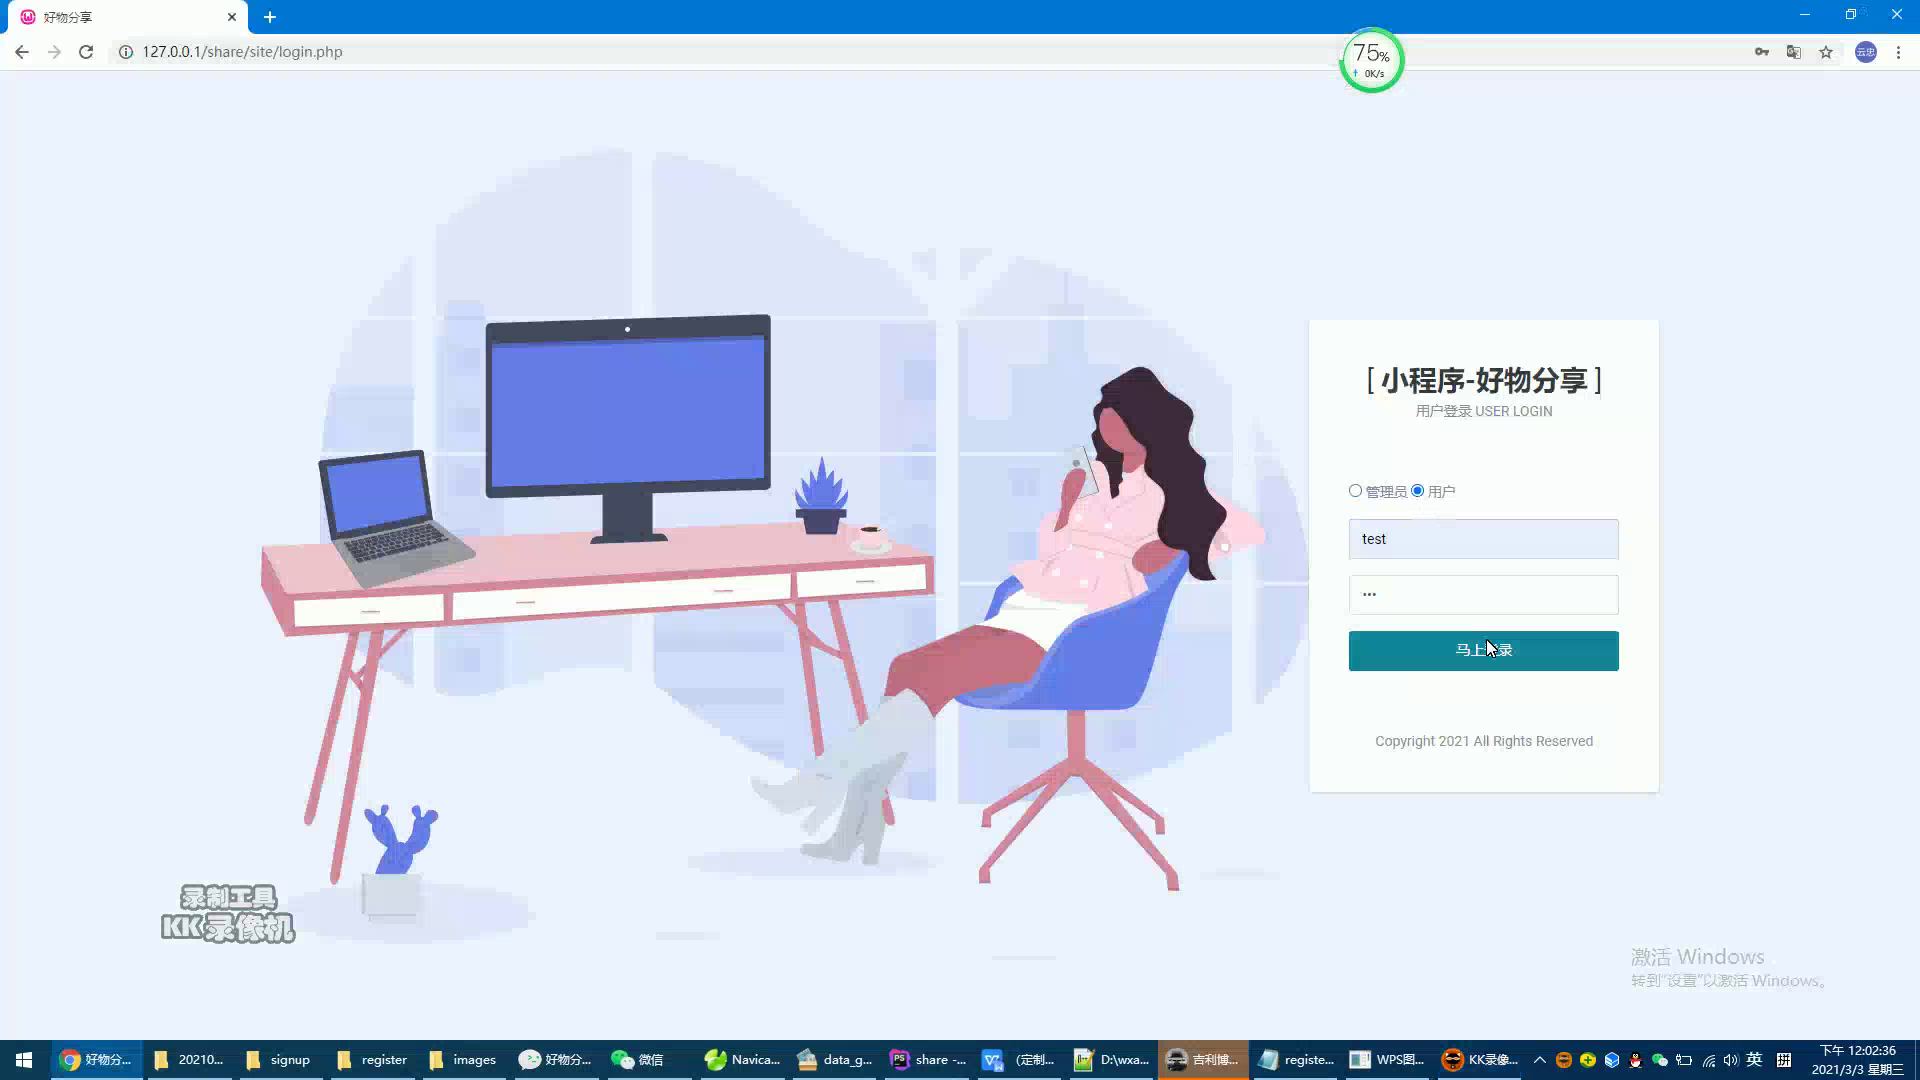 好物分享
127.0.0.1/share/site/login.php
75%
0K/s
云忠
[ 小程序-好物分享 ]
用户登录 USER LOGIN
管理员 用户
test
•••
马上 录
Copyright 2021 All Rights Reserved
录制工具
KK 录像机
激活 Windows
转到"设置"以激活 Windows。
好物分... 20210... signup register images 好物分... 微信 Navica... data_g... share -... (定制... D:\wxa... 吉利博... registe... WPS图... KK录像... 英 拼
下午 12:02:36
2021/3/3 星期三